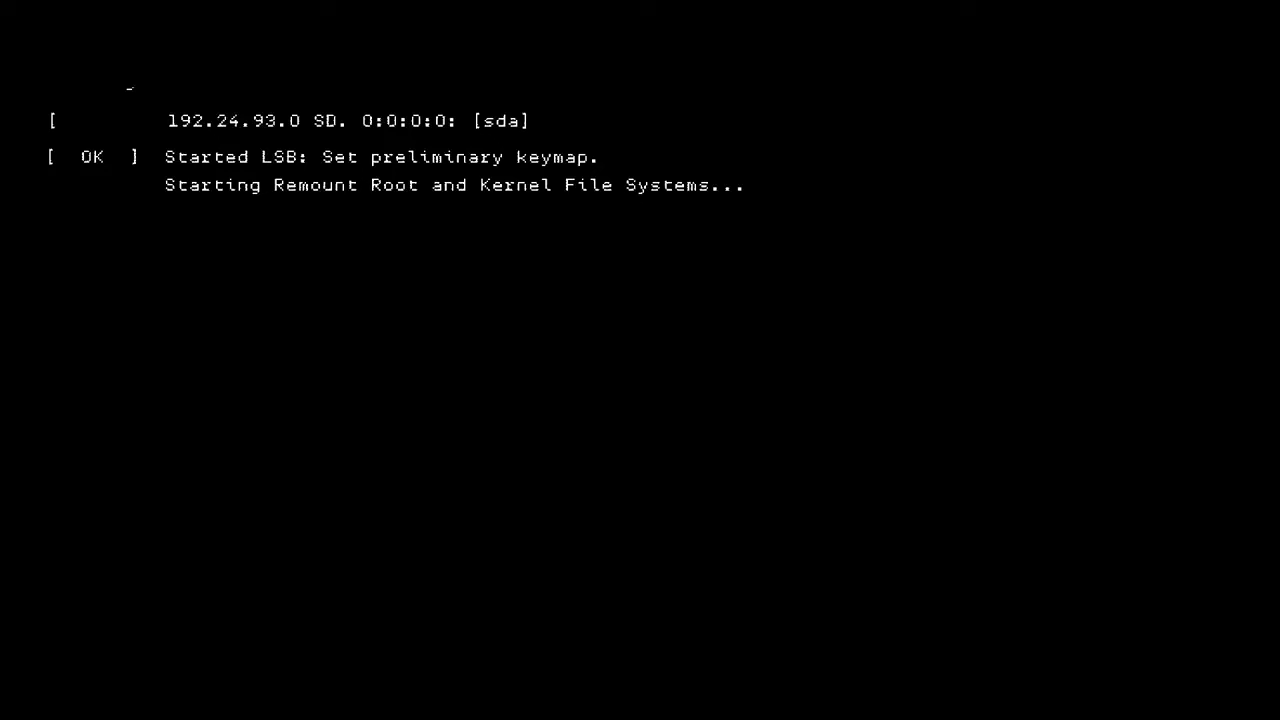 [ 192.24.93.0 SD. 0:0:0:0: [sda]
[ OK ] Started LSB: Set preliminary keymap.
Starting Remount Root and Kernel File Systems...